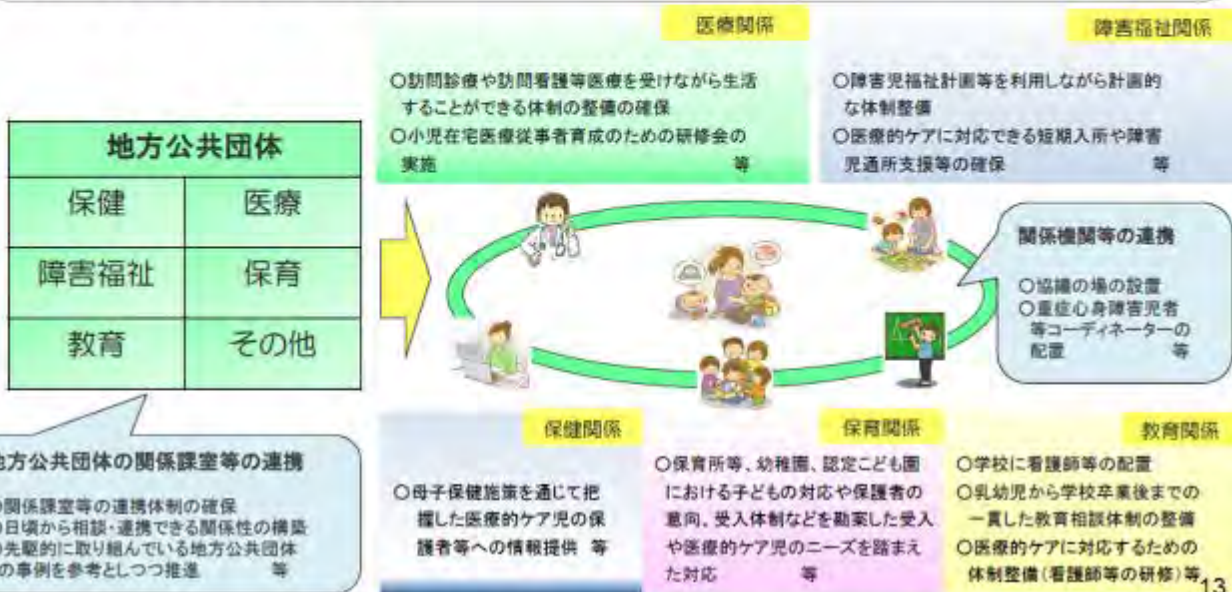 医療関係
○訪問診療や訪問看護等医療を受けながら生活
することができる体制の整備の確保
○小児在宅医療従事者育成のための研修会の
実施 等
障害福祉関係
○障害児福祉計画等を利用しながら計画的
な体制整備
○医療的ケアに対応できる短期入所や障害
児通所支援等の確保 等
地方公共団体
保健 医療
障害福祉 保育
教育 その他
関係機関等の連携
○協議の場の設置
○重症心身障害児者
等コーディネーターの
配置 等
地方公共団体の関係課室等の連携
○関係課室等の連携体制の確保
○日頃から相談・連携できる関係性の構築
○先駆的に取り組んでいる地方公共団体
の事例を参考としつつ推進 等
保健関係
○母子保健施策を通じて把
握した医療的ケア児の保
護者等への情報提供 等
保育関係
○保育所等、幼稚園、認定こども園
における子どもの対応や保護者の
意向、受入体制などを勘案した受入
や医療的ケア児のニーズを踏まえ
た対応 等
教育関係
○学校に看護師等の配置
○乳幼児から学校卒業後までの
一貫した教育相談体制の整備
○医療的ケアに対応するための
体制整備(看護師等の研修)等
13